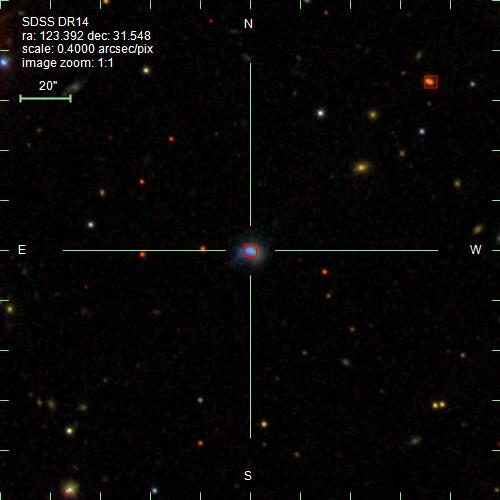 SDSS DR14
ra: 123.392 dec: 31.548
scale: 0.4000 arcsec/pix
image zoom: 1:1
20"
N
E
W
S